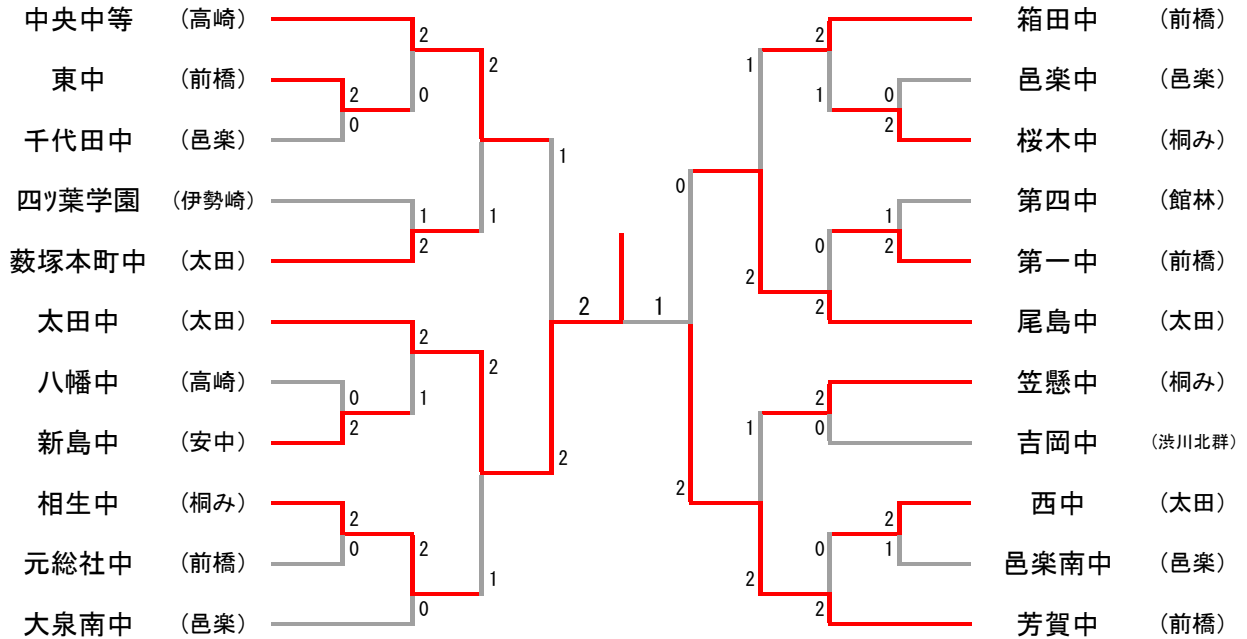 中央中等 (高崎)
東中 (前橋)
千代田中 (邑楽)
四ツ葉学園 (伊勢崎)
薮塚本町中 (太田)
太田中 (太田)
八幡中 (高崎)
新島中 (安中)
相生中 (桐み)
元総社中 (前橋)
大泉南中 (邑楽)
2
2
0
2
0
1
1
2
1
2
2
0
1
2
2
2
0
2
1
0
2
1
2
1
0
1
0
2
1
2
0
1
2
2
2
0
1
2
0
2
1
2
2
箱田中 (前橋)
邑楽中 (邑楽)
桜木中 (桐み)
第四中 (館林)
第一中 (前橋)
尾島中 (太田)
笠懸中 (桐み)
吉岡中 (渋川北群)
西中 (太田)
邑楽南中 (邑楽)
芳賀中 (前橋)